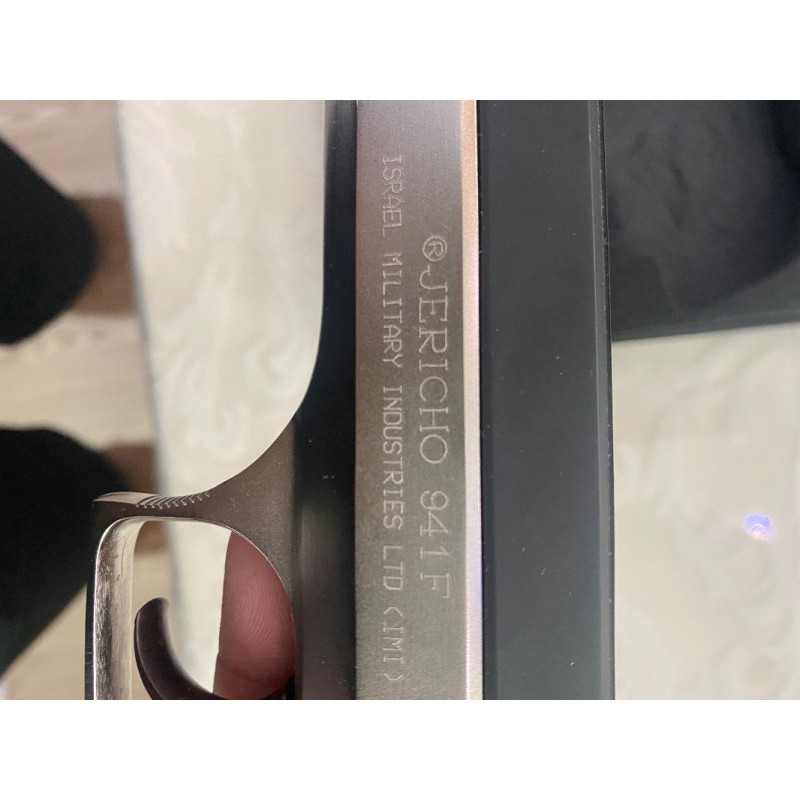 ®JERICHO 941F
ISRAEL MILITARY INDUSTRIES LTD (IMI)